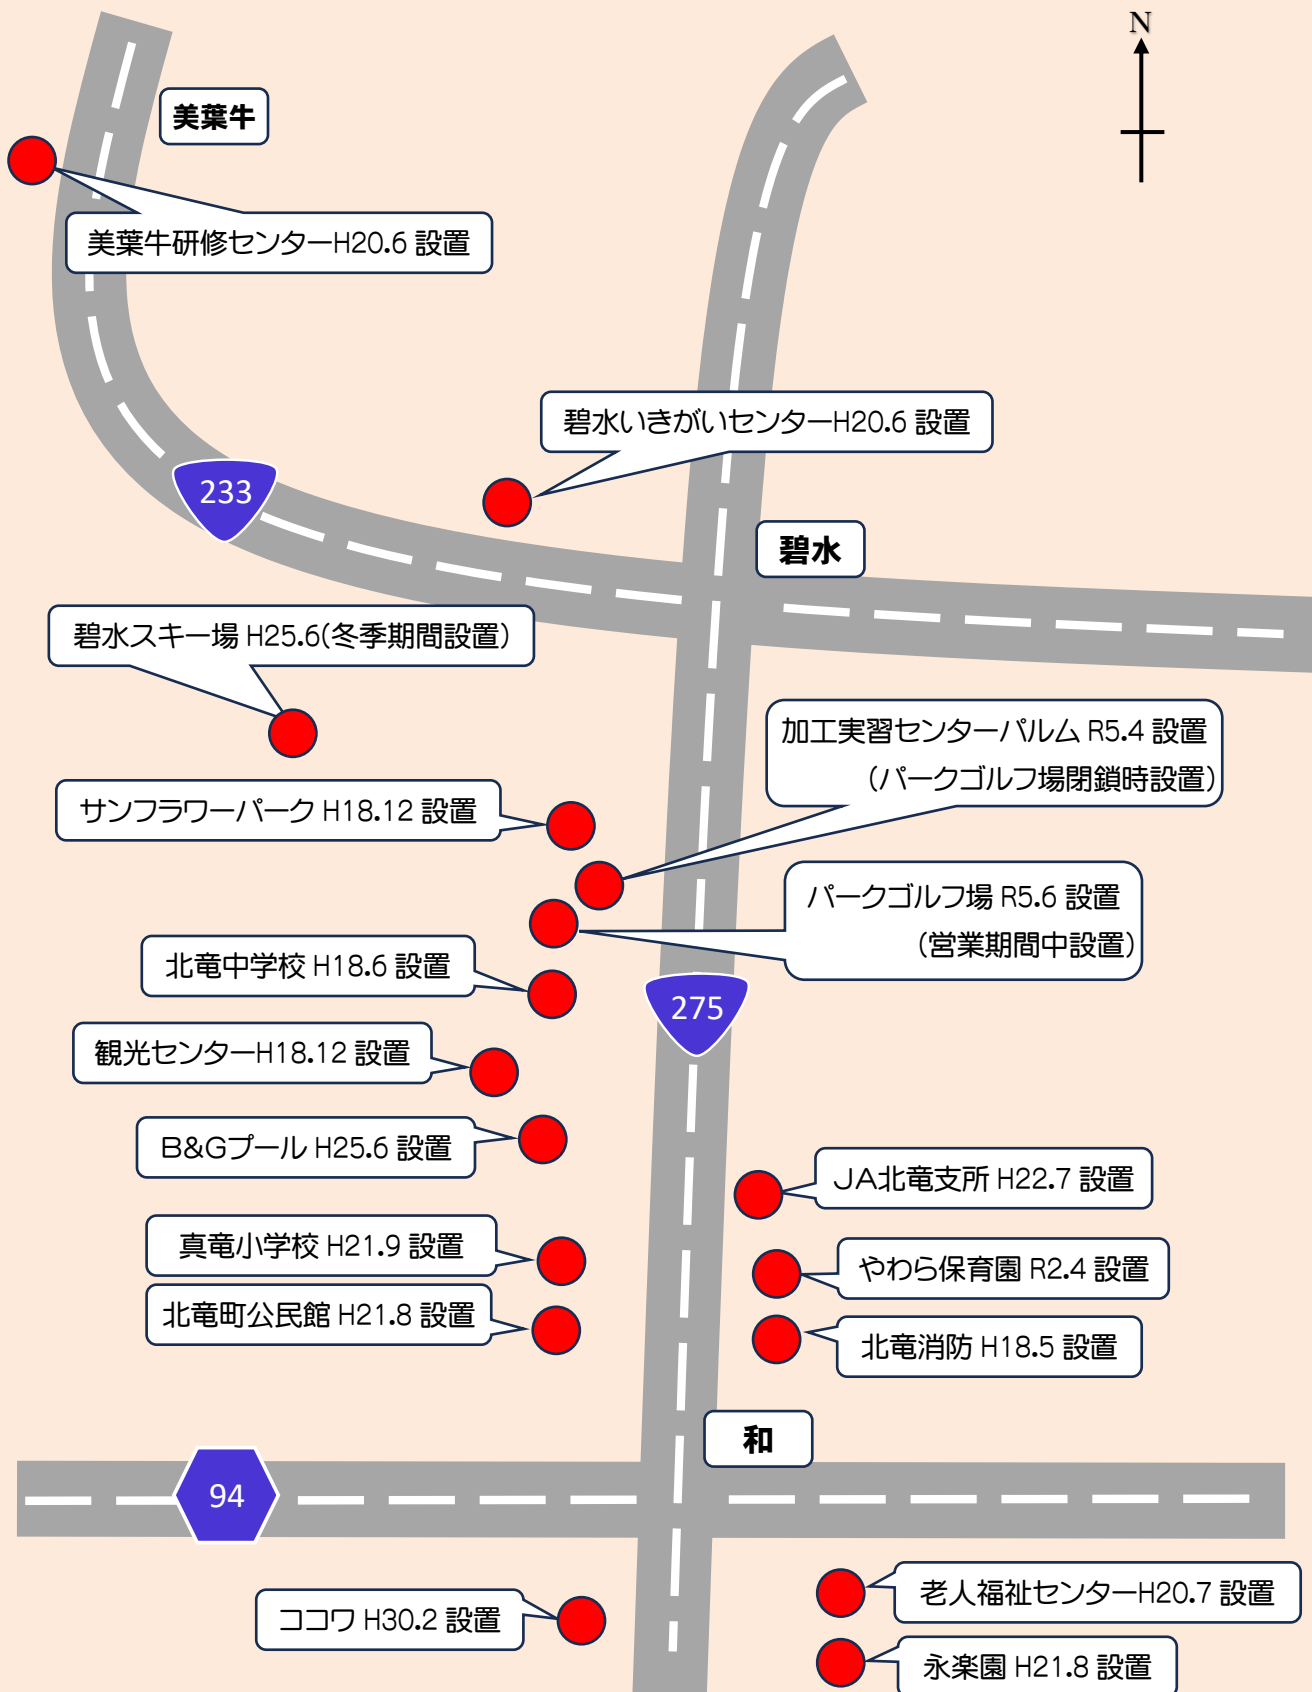 N
美葉牛
美葉牛研修センターH20.6 設置
碧水いきがいセンターH20.6 設置
233
碧水
碧水スキー場 H25.6(冬季期間設置)
加工実習センターパルム R5.4 設置
(パークゴルフ場閉鎖時設置)
サンフラワーパーク H18.12 設置
パークゴルフ場 R5.6 設置
(営業期間中設置)
北竜中学校 H18.6 設置
275
観光センターH18.12 設置
B&Gプール H25.6 設置
JA北竜支所 H22.7 設置
真竜小学校 H21.9 設置
やわら保育園 R2.4 設置
北竜町公民館 H21.8 設置
北竜消防 H18.5 設置
和
94
老人福祉センターH20.7 設置
ココワ H30.2 設置
永楽園 H21.8 設置